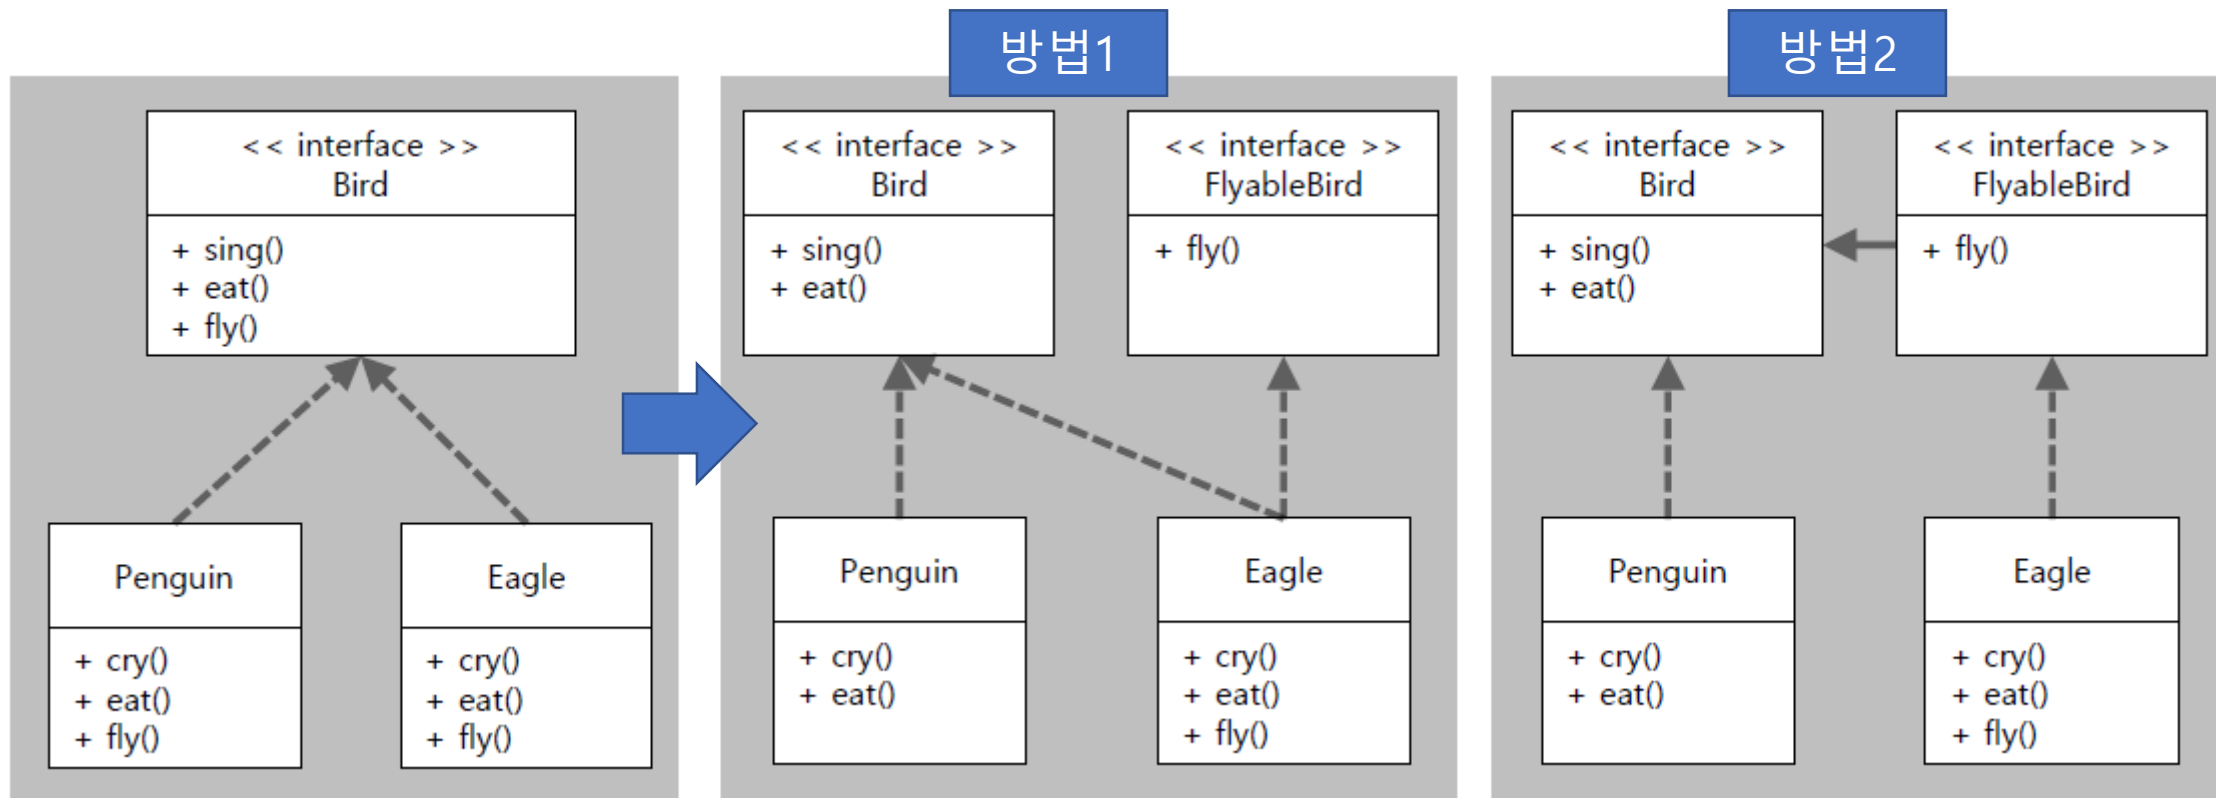 << interface >>
Bird
+ sing()
+ eat()
+ fly()
Penguin
+ cry()
+ eat()
+ fly()
Eagle
+ cry()
+ eat()
+ fly()
방법1
<< interface >>
Bird
+ sing()
+ eat()
<< interface >>
FlyableBird
+ fly()
Penguin
+ cry()
+ eat()
Eagle
+ cry()
+ eat()
+ fly()
방법2
<< interface >>
Bird
+ sing()
+ eat()
<< interface >>
FlyableBird
+ fly()
Penguin
+ cry()
+ eat()
Eagle
+ cry()
+ eat()
+ fly()